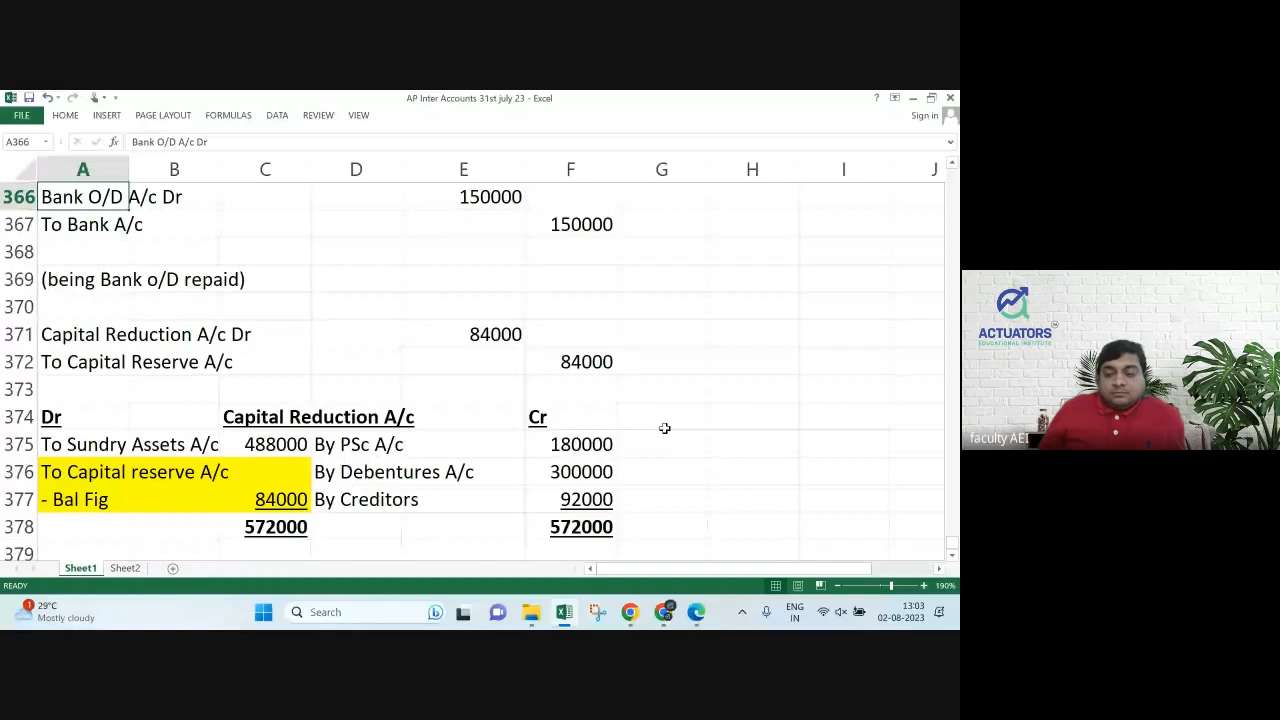 AP Inter Accounts 31st july 23 - Excel
?
FILE HOME INSERT PAGE LAYOUT FORMULAS DATA REVIEW VIEW
Sign in
A366 fx Bank O/D A/c Dr
A B C D E F G H I J
366 Bank O/D A/c Dr 150000
367 To Bank A/c 150000
368
369 (being Bank o/D repaid)
370
371 Capital Reduction A/c Dr 84000
372 To Capital Reserve A/c 84000
373
374 Dr Capital Reduction A/c Cr
375 To Sundry Assets A/c 488000 By PSc A/c 180000
376 To Capital reserve A/c By Debentures A/c 300000
377 - Bal Fig 84000 By Creditors 92000
378 572000 572000
379
Sheet1 Sheet2
READY 190%
1 29°C
Mostly cloudy
Search
ENG
IN
13:03
02-08-2023
ACTUATORS
EDUCATIONAL INSTITUTE
faculty AEI